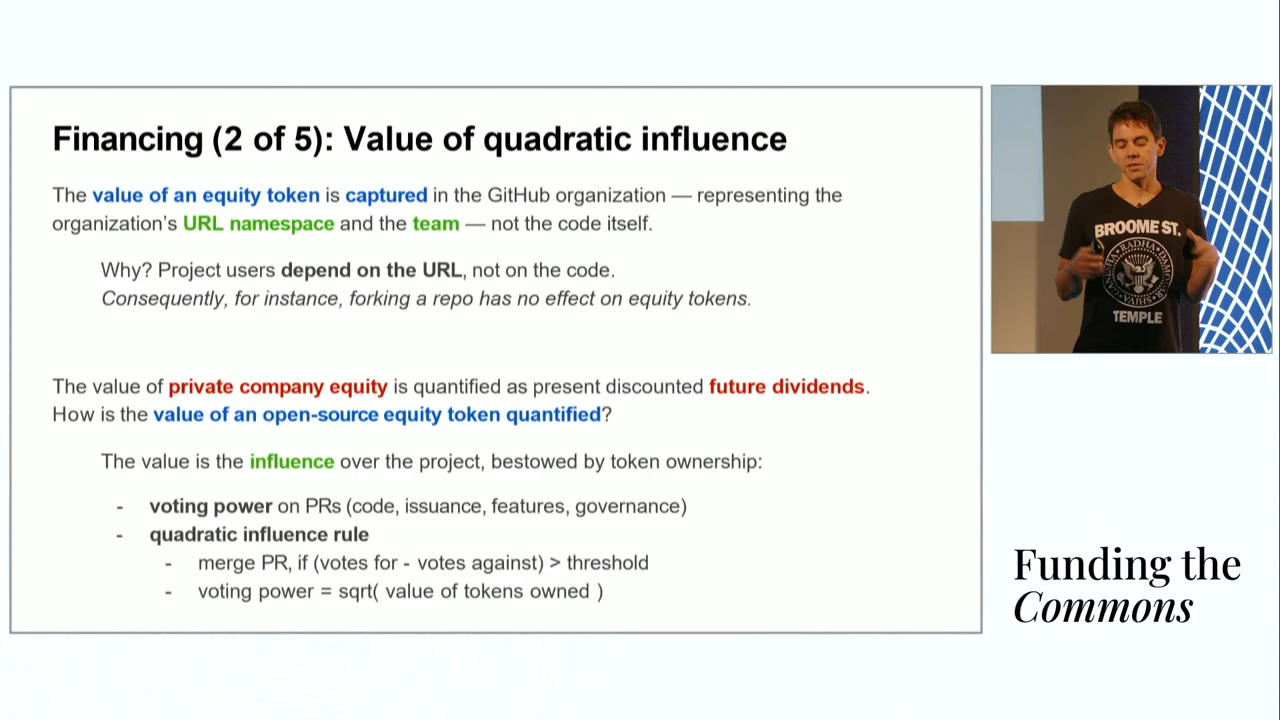 Financing (2 of 5): Value of quadratic influence
The value of an equity token is captured in the GitHub organization — representing the
organization's URL namespace and the team — not the code itself.
Why? Project users depend on the URL, not on the code.
Consequently, for instance, forking a repo has no effect on equity tokens.
The value of private company equity is quantified as present discounted future dividends.
How is the value of an open-source equity token quantified?
The value is the influence over the project, bestowed by token ownership:
- voting power on PRs (code, issuance, features, governance)
- quadratic influence rule
- merge PR, if (votes for - votes against) > threshold
- voting power = sqrt( value of tokens owned )
BROOME ST.
RADHA
GANESHA
SHIVA
TEMPLE
Funding the
Commons